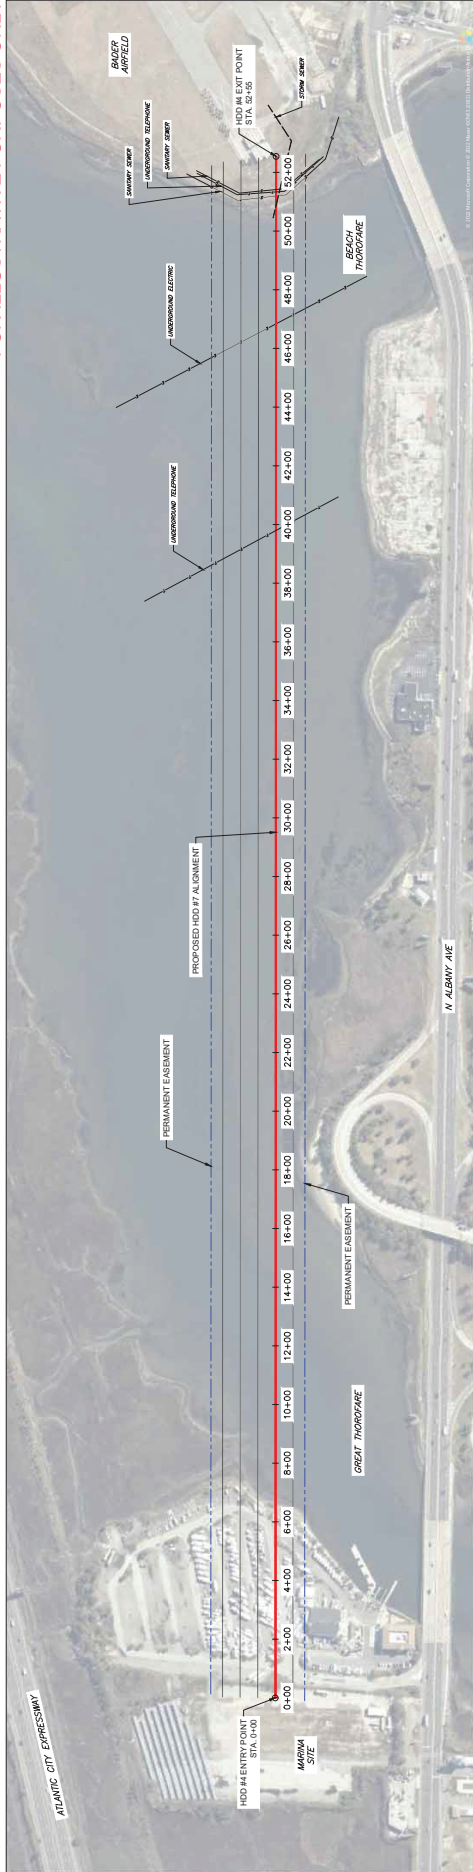 ATLANTIC CITY EXPRESSWAY
HDD #4 ENTRY POINT
STA. 0+00
MARINA
SITE
0+00
2+00
4+00
6+00
8+00
10+00
12+00
14+00
16+00
18+00
20+00
22+00
24+00
26+00
28+00
30+00
32+00
34+00
36+00
38+00
40+00
42+00
44+00
46+00
48+00
50+00
52+00
GREAT THOROFARE
PERMANENT EASEMENT
PERMANENT EASEMENT
PROPOSED HDD #7 ALIGNMENT
N ALBANY AVE
UNDERGROUND TELEPHONE
UNDERGROUND ELECTRIC
BEACH
THOROFARE
SANITARY SEWER
UNDERGROUND TELEPHONE
SANITARY SEWER
HDD #4 EXIT POINT
STA. 52+55
STORM SEWER
BADER
AIRFIELD